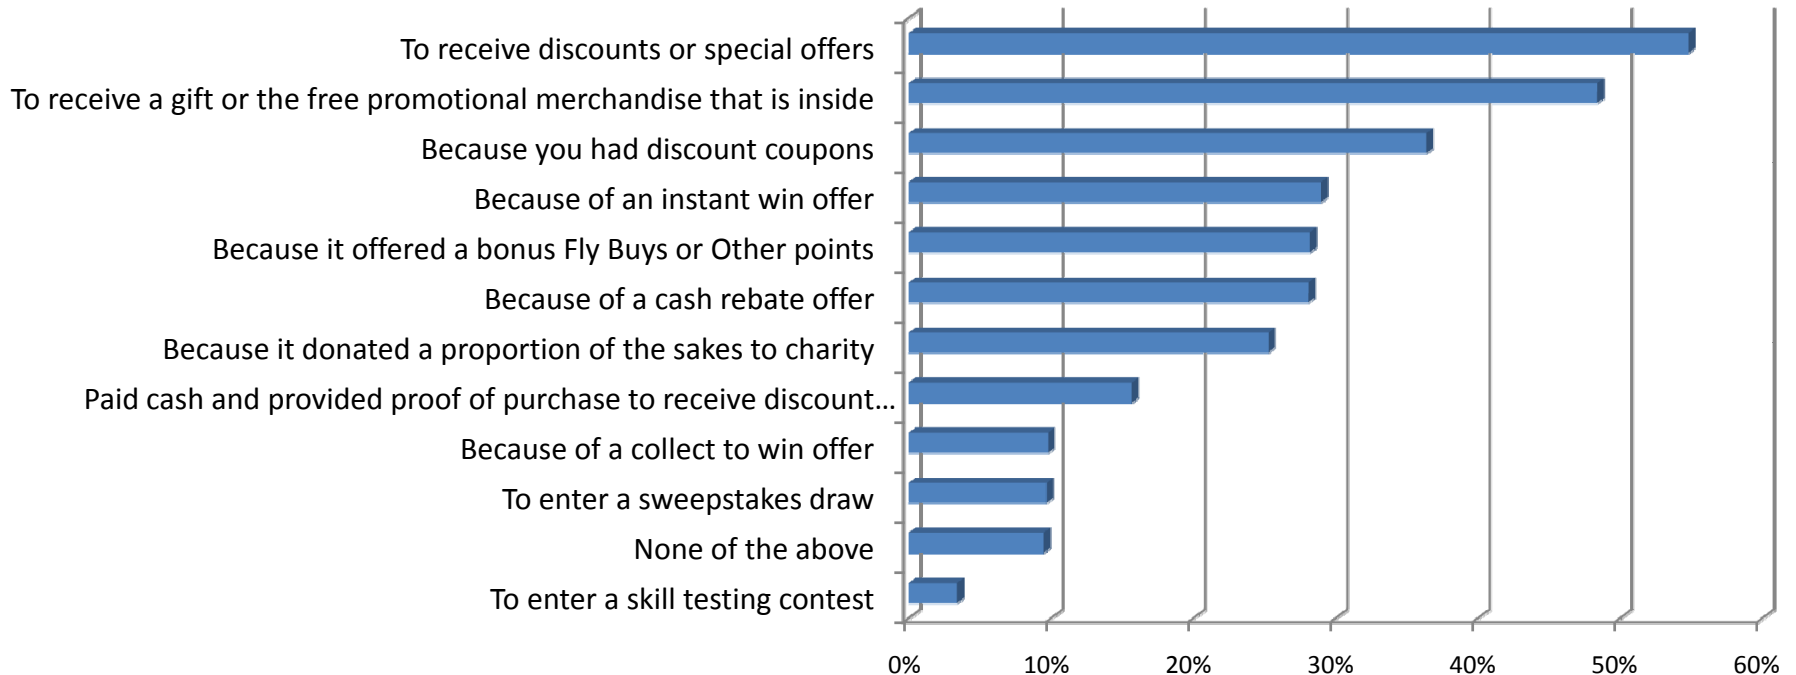 To receive discounts or special offers
To receive a gift or the free promotional merchandise that is inside
Because you had discount coupons
Because of an instant win offer
Because it offered a bonus Fly Buys or Other points
Because of a cash rebate offer
Because it donated a proportion of the sakes to charity
Paid cash and provided proof of purchase to receive discount...
Because of a collect to win offer
To enter a sweepstakes draw
None of the above
To enter a skill testing contest
0% 10% 20% 30% 40% 50% 60%